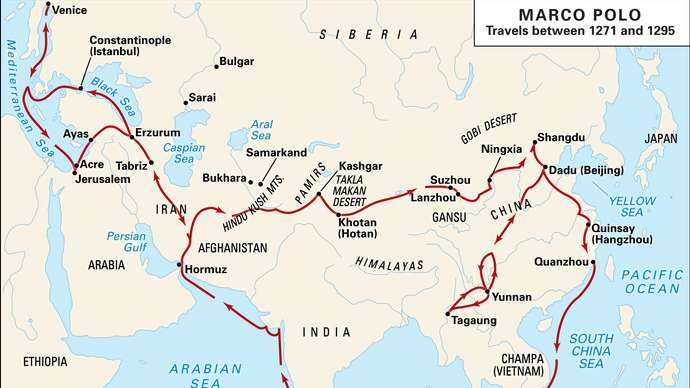 MARCO POLO
Travels between 1271 and 1295
Venice
SIBERIA
Constantinople
(Istanbul)
Bulgar
Mediterranean Sea
Black Sea
Sarai
Aral
Sea
GOBI DESERT
Shangdu
JAPAN
Ayas
Erzurum
Caspian
Sea
Samarkand
Kashgar
Ningxia
Acre
Tabriz
Bukhara
HINDU KUSH MTS.
PAMIRS
TAKLA
MAKAN
DESERT
Suzhou
Dadu (Beijing)
Jerusalem
Lanzhou
YELLOW
SEA
IRAN
Khotan
(Hotan)
GANSU
CHINA
Quinsay
(Hangzhou)
Persian
Gulf
AFGHANISTAN
ARABIA
Hormuz
HIMALAYAS
Quanzhou
PACIFIC
OCEAN
Yunnan
Tagaung
INDIA
SOUTH
CHINA
SEA
ETHIOPIA
ARABIAN
SEA
CHAMPA
(VIETNAM)